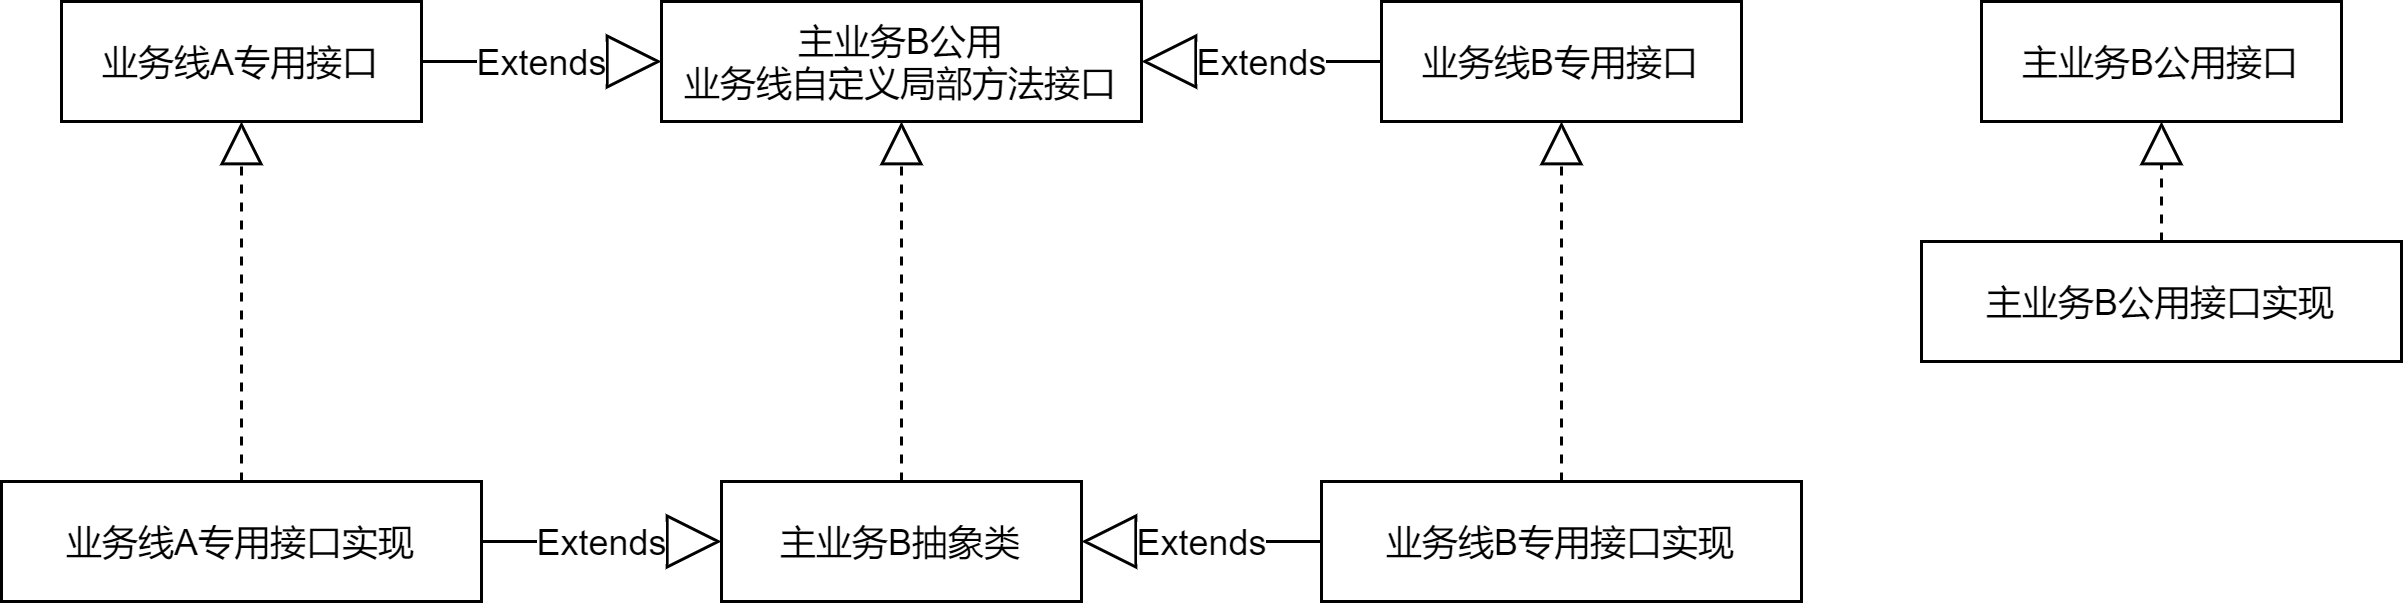 业务线A专用接口
Extends
主业务B公用
业务线自定义局部方法接口
Extends
业务线B专用接口
主业务B公用接口
主业务B公用接口实现
业务线A专用接口实现
Extends
主业务B抽象类
Extends
业务线B专用接口实现